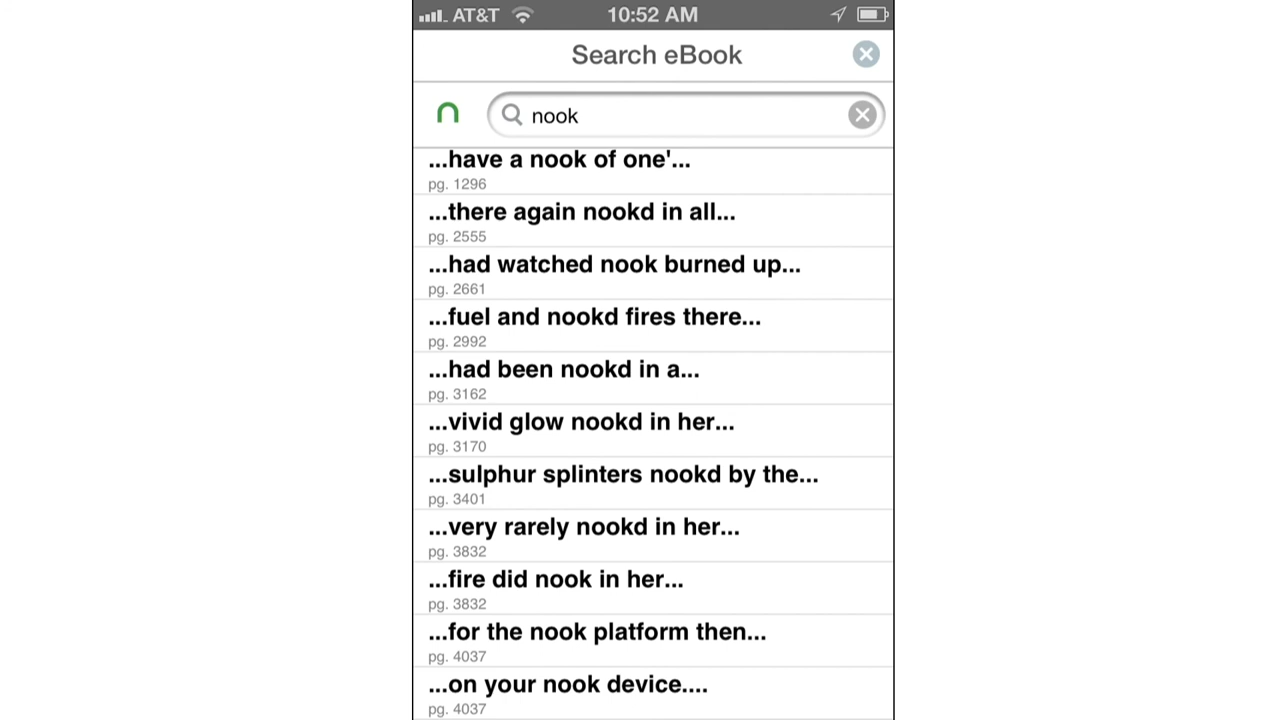 AT&T 10:52 AM
Search eBook
nook
...have a nook of one'...
pg. 1296
...there again nookd in all...
pg. 2555
...had watched nook burned up...
pg. 2661
...fuel and nookd fires there...
pg. 2992
...had been nookd in a...
pg. 3162
...vivid glow nookd in her...
pg. 3170
...sulphur splinters nookd by the...
pg. 3401
...very rarely nookd in her...
pg. 3832
...fire did nook in her...
pg. 3832
...for the nook platform then...
pg. 4037
...on your nook device....
pg. 4037